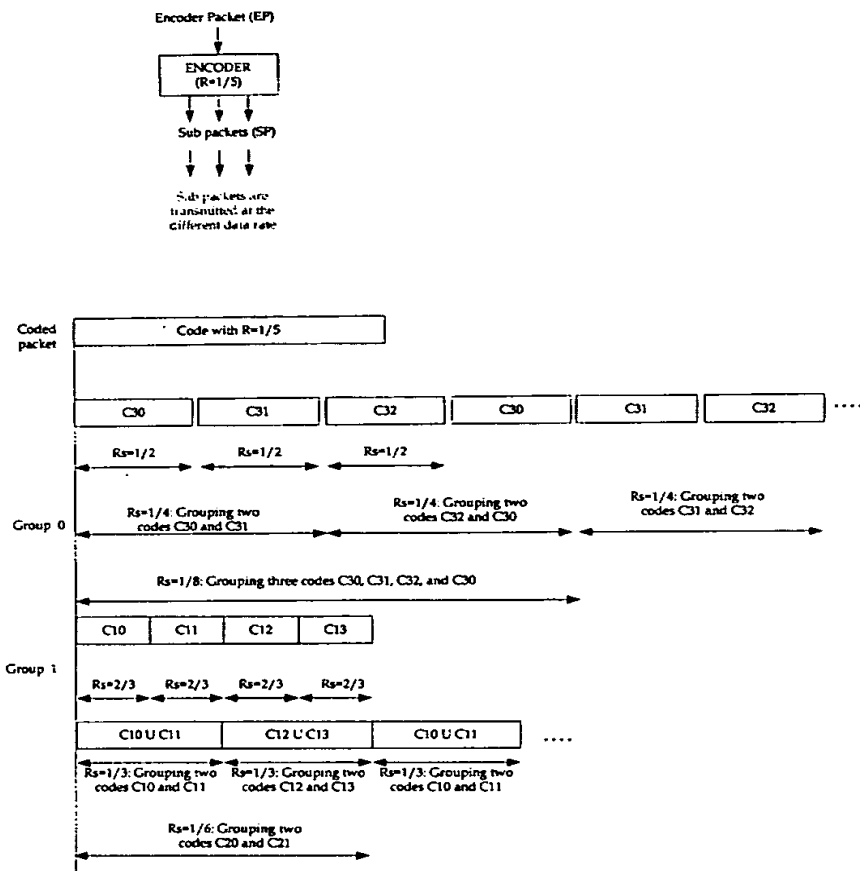 Encoder Packet (EP)
ENCODER
(R=1/5)
Sub packets (SP)
Sub packets are
transmitted at the
different data rate
Coded
packet
Code with R=1/5
C30
C31
C32
C30
C31
C32
....
Rs=1/2
Rs=1/2
Rs=1/2
Group 0
Rs=1/4: Grouping two
codes C30 and C31
Rs=1/4: Grouping two
codes C32 and C30
Rs=1/4: Grouping two
codes C31 and C32
Rs=1/8: Grouping three codes C30, C31, C32, and C30
C10
C11
C12
C13
Group 1
Rs=2/3
Rs=2/3
Rs=2/3
Rs=2/3
C10 U C11
C12 U C13
C10 U C11
....
Rs=1/3: Grouping two
codes C10 and C11
Rs=1/3: Grouping two
codes C12 and C13
Rs=1/3: Grouping two
codes C10 and C11
Rs=1/6: Grouping two
codes C20 and C21